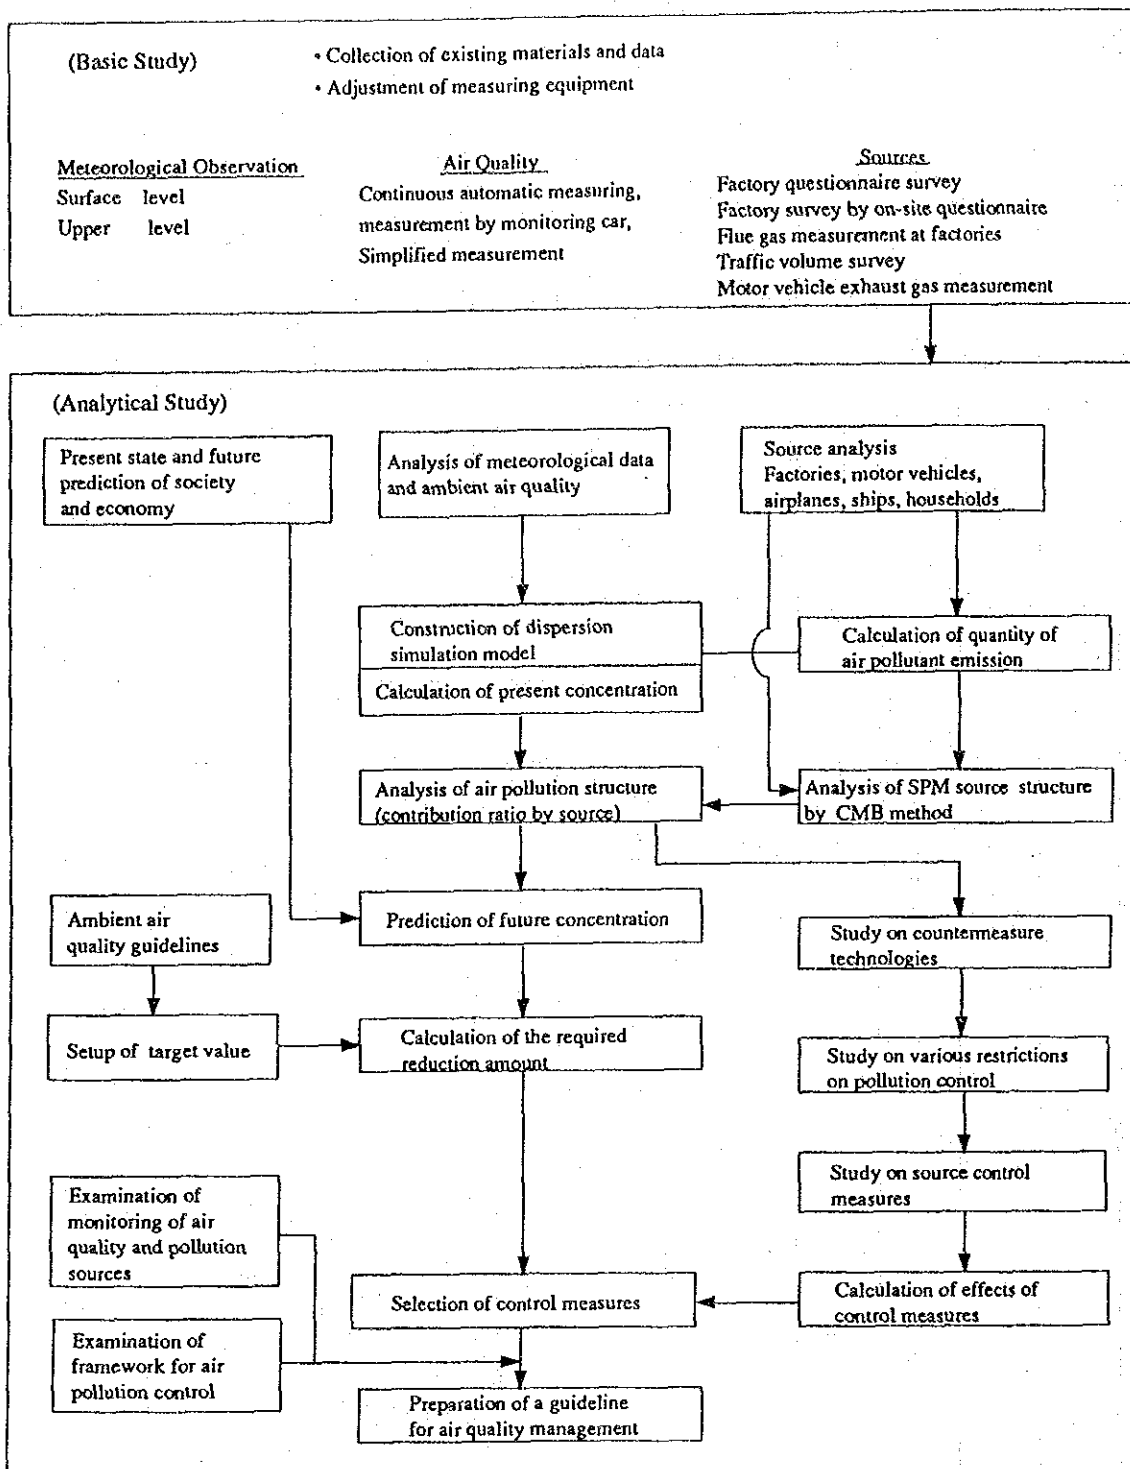 (Basic Study)
• Collection of existing materials and data
• Adjustment of measuring equipment
Meteorological Observation
Surface level
Upper level
Air Quality
Continuous automatic measuring,
measurement by monitoring car,
Simplified measurement
Sources
Factory questionnaire survey
Factory survey by on-site questionnaire
Flue gas measurement at factories
Traffic volume survey
Motor vehicle exhaust gas measurement
(Analytical Study)
Present state and future
prediction of society
and economy
Analysis of meteorological data
and ambient air quality
Source analysis
Factories, motor vehicles,
airplanes, ships, households
Construction of dispersion
simulation model
Calculation of present concentration
Calculation of quantity of
air pollutant emission
Analysis of air pollution structure
(contribution ratio by source)
Analysis of SPM source structure
by CMB method
Ambient air
quality guidelines
Prediction of future concentration
Study on countermeasure
technologies
Setup of target value
Calculation of the required
reduction amount
Study on various restrictions
on pollution control
Study on source control
measures
Examination of
monitoring of air
quality and pollution
sources
Selection of control measures
Calculation of effects of
control measures
Examination of
framework for air
pollution control
Preparation of a guideline
for air quality management